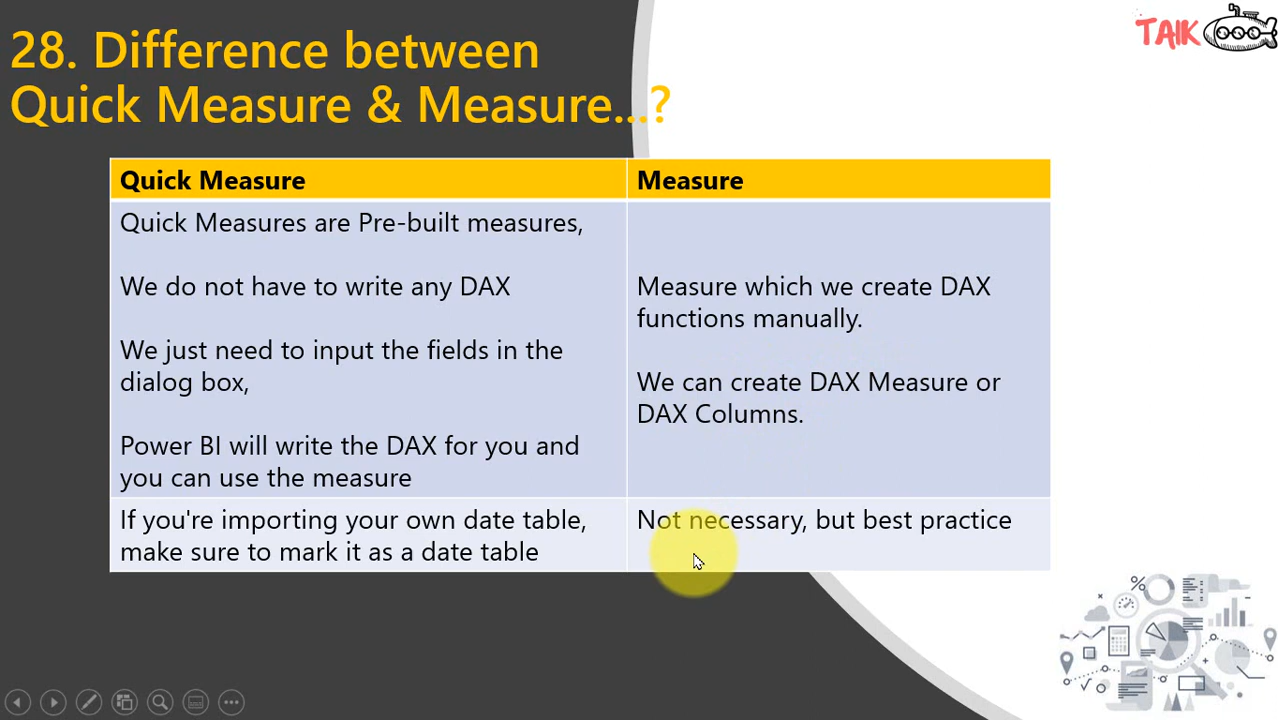 28. Difference between
Quick Measure & Measure...?
TAIK
Quick Measure
Measure
Quick Measures are Pre-built measures,
We do not have to write any DAX
We just need to input the fields in the
dialog box,
Power BI will write the DAX for you and
you can use the measure
Measure which we create DAX
functions manually.
We can create DAX Measure or
DAX Columns.
If you're importing your own date table,
make sure to mark it as a date table
Not necessary, but best practice